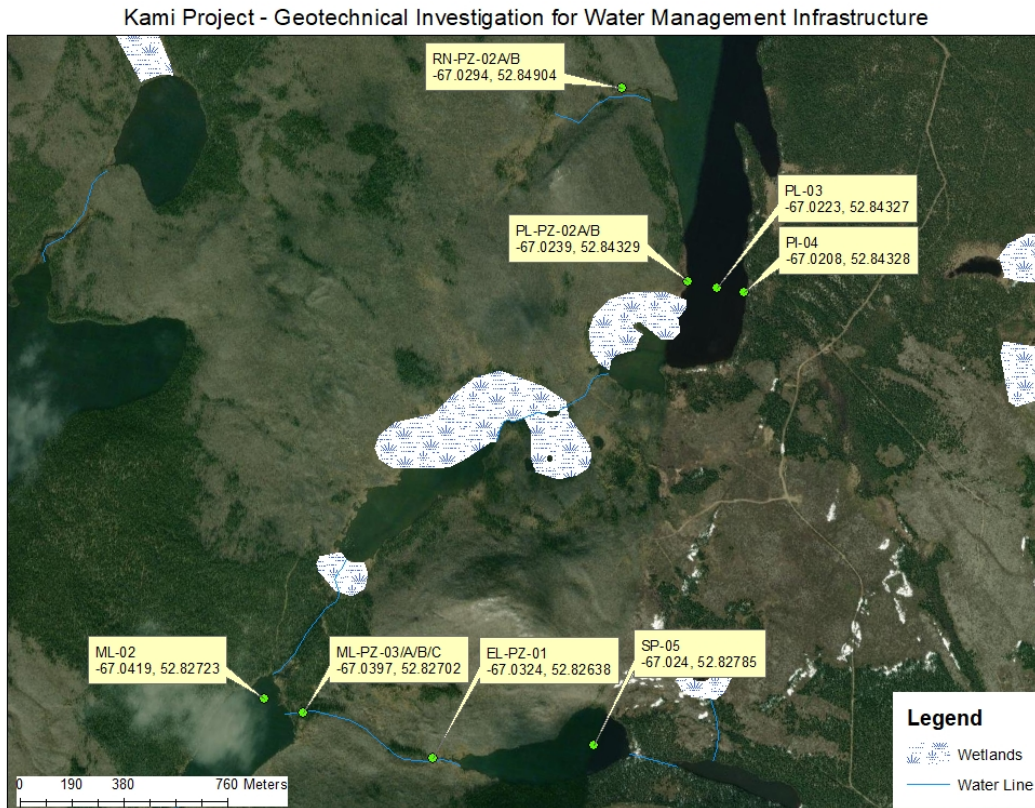 Kami Project - Geotechnical Investigation for Water Management Infrastructure
RN-PZ-02A/B
-67.0294, 52.84904
PL-03
-67.0223, 52.84327
PL-PZ-02A/B
-67.0239, 52.84329
PI-04
-67.0208, 52.84328
ML-02
-67.0419, 52.82723
ML-PZ-03/A/B/C
-67.0397, 52.82702
EL-PZ-01
-67.0324, 52.82638
SP-05
-67.024, 52.82785
Legend
Wetlands
Water Line
0 190 380 760 Meters